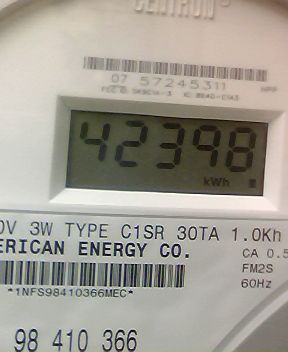 CENTRON®
07 57245311
42398
kWh
0V 3W TYPE C1SR 30TA 1.0Kh
ERICAN ENERGY CO.
CA 0.5
FM2S
60Hz
*1NFS98410366MEC*
98 410 366